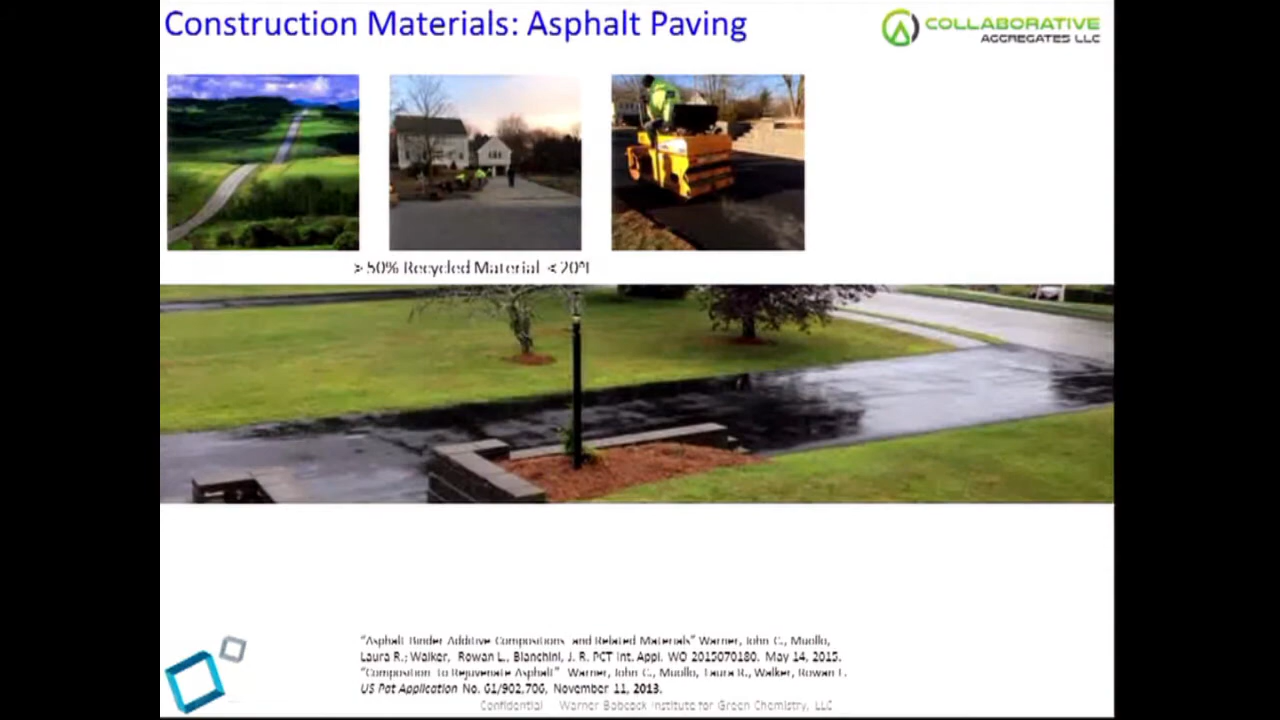 Construction Materials: Asphalt Paving
COLLABORATIVE
AGGREGATES LLC
> 50% Recycled Material < 20°F
"Asphalt Binder Additive Compositions and Related Materials" Warner, John C., Muollo,
Laura R.; Walker, Rowan L., Bianchini, J. R. PCT Int. Appl. WO 2015070180. May 14, 2015.
"Composition To Rejuvenate Asphalt" Warner, John C., Muollo, Laura R., Walker, Rowan L.
US Pat Application No. 61/902,706, November 11, 2013.
Confidential Warner Babcock Institute for Green Chemistry, LLC